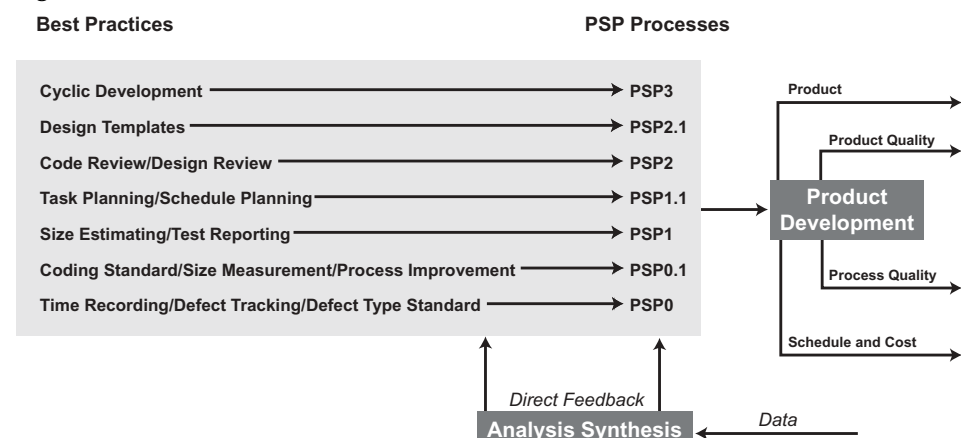 Best Practices PSP Processes
Cyclic Development PSP3
Design Templates PSP2.1
Code Review/Design Review PSP2
Task Planning/Schedule Planning PSP1.1
Size Estimating/Test Reporting PSP1
Coding Standard/Size Measurement/Process Improvement PSP0.1
Time Recording/Defect Tracking/Defect Type Standard PSP0
Product
Product Quality
Product
Development
Process Quality
Schedule and Cost
Direct Feedback
Analysis Synthesis
Data